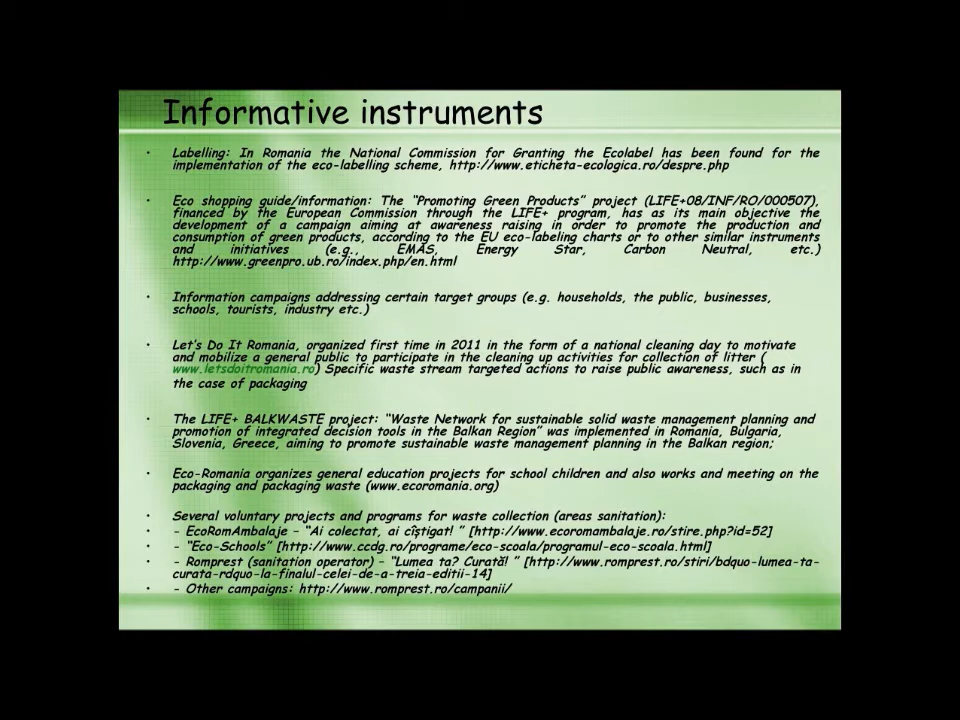 Informative instruments
• Labelling: In Romania the National Commission for Granting the Ecolabel has been found for the
implementation of the eco-labelling scheme, http://www.eticheta-ecologica.ro/despre.php
• Eco shopping guide/information: The “Promoting Green Products” project (LIFE+08/INF/RO/000507),
financed by the European Commission through the LIFE+ program, has as its main objective the
development of a campaign aiming at awareness raising in order to promote the production and
consumption of green products, according to the EU eco-labeling charts or to other similar instruments
and initiatives (e.g., EMAS, Energy Star, Carbon Neutral, etc.)
http://www.greenpro.ub.ro/index.php/en.html
• Information campaigns addressing certain target groups (e.g. households, the public, businesses,
schools, tourists, industry etc.)
• Let’s Do It Romania, organized first time in 2011 in the form of a national cleaning day to motivate
and mobilize a general public to participate in the cleaning up activities for collection of litter (
www.letsdoitromania.ro) Specific waste stream targeted actions to raise public awareness, such as in
the case of packaging
• The LIFE+ BALKWASTE project: “Waste Network for sustainable solid waste management planning and
promotion of integrated decision tools in the Balkan Region” was implemented in Romania, Bulgaria,
Slovenia, Greece, aiming to promote sustainable waste management planning in the Balkan region;
• Eco-Romania organizes general education projects for school children and also works and meeting on the
packaging and packaging waste (www.ecoromania.org)
• Several voluntary projects and programs for waste collection (areas sanitation):
• - EcoRomAmbalaje – “Ai colectat, ai cîştigat! ” [http://www.ecoromambalaje.ro/stire.php?id=52]
• - “Eco-Schools” [http://www.ccdg.ro/programe/eco-scoala/programul-eco-scoala.html]
• - Romprest (sanitation operator) – “Lumea ta? Curată! ” [http://www.romprest.ro/stiri/bdquo-lumea-ta-
curata-rdquo-la-finalul-celei-de-a-treia-editii-14]
• - Other campaigns: http://www.romprest.ro/campanii/